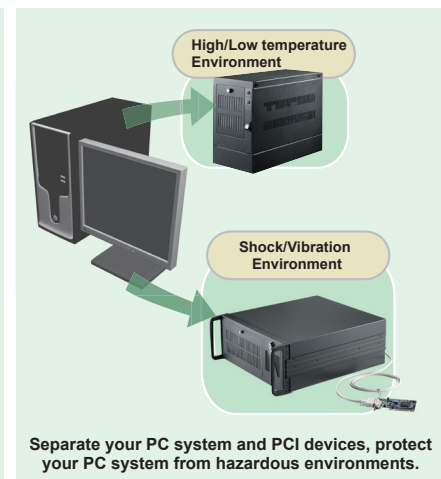 High/Low temperature
Environment
Shock/Vibration
Environment
Separate your PC system and PCI devices, protect
your PC system from hazardous environments.